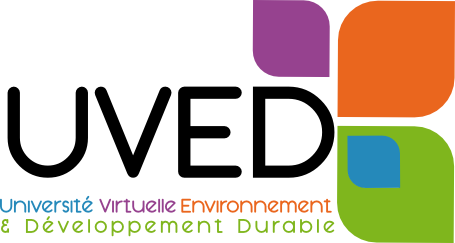 UVED
Université Virtuelle Environnement
& Développement Durable